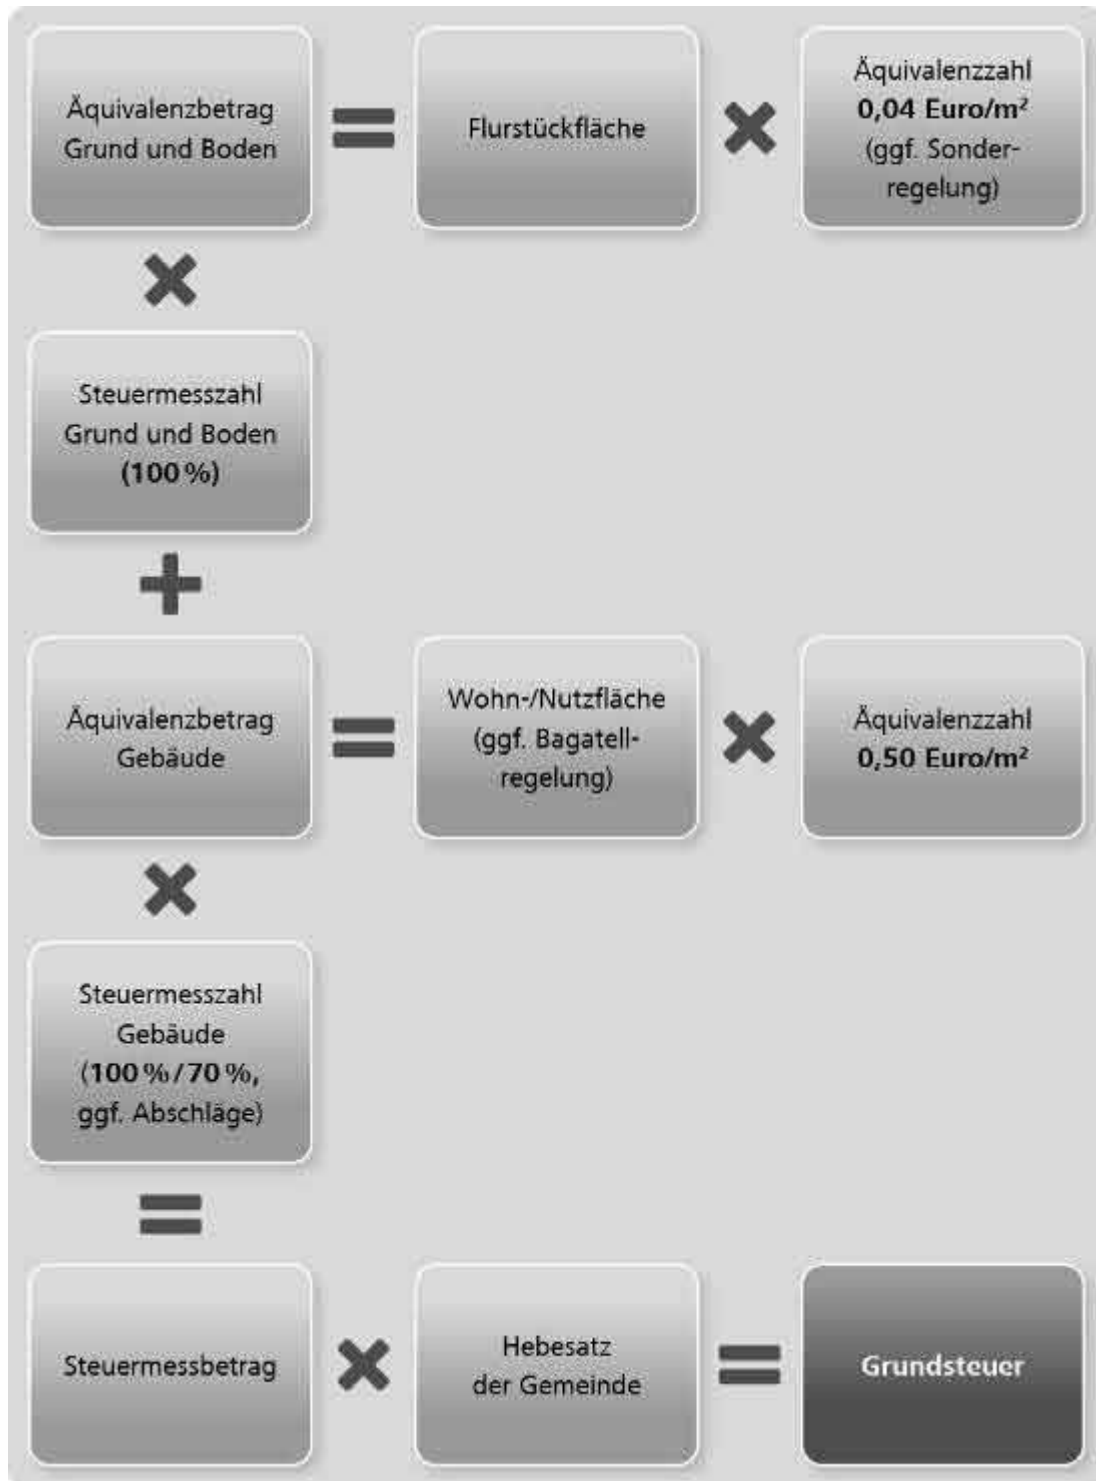 Äquivalenzbetrag
Grund und Boden
Flurstückfläche
Äquivalenzzahl
0,04 Euro/m²
(ggf. Sonder-
regelung)
Steuermesszahl
Grund und Boden
(100 %)
Äquivalenzbetrag
Gebäude
Wohn-/Nutzfläche
(ggf. Bagatell-
regelung)
Äquivalenzzahl
0,50 Euro/m²
Steuermesszahl
Gebäude
(100 % / 70 %,
ggf. Abschläge)
Steuermessbetrag
Hebesatz
der Gemeinde
Grundsteuer